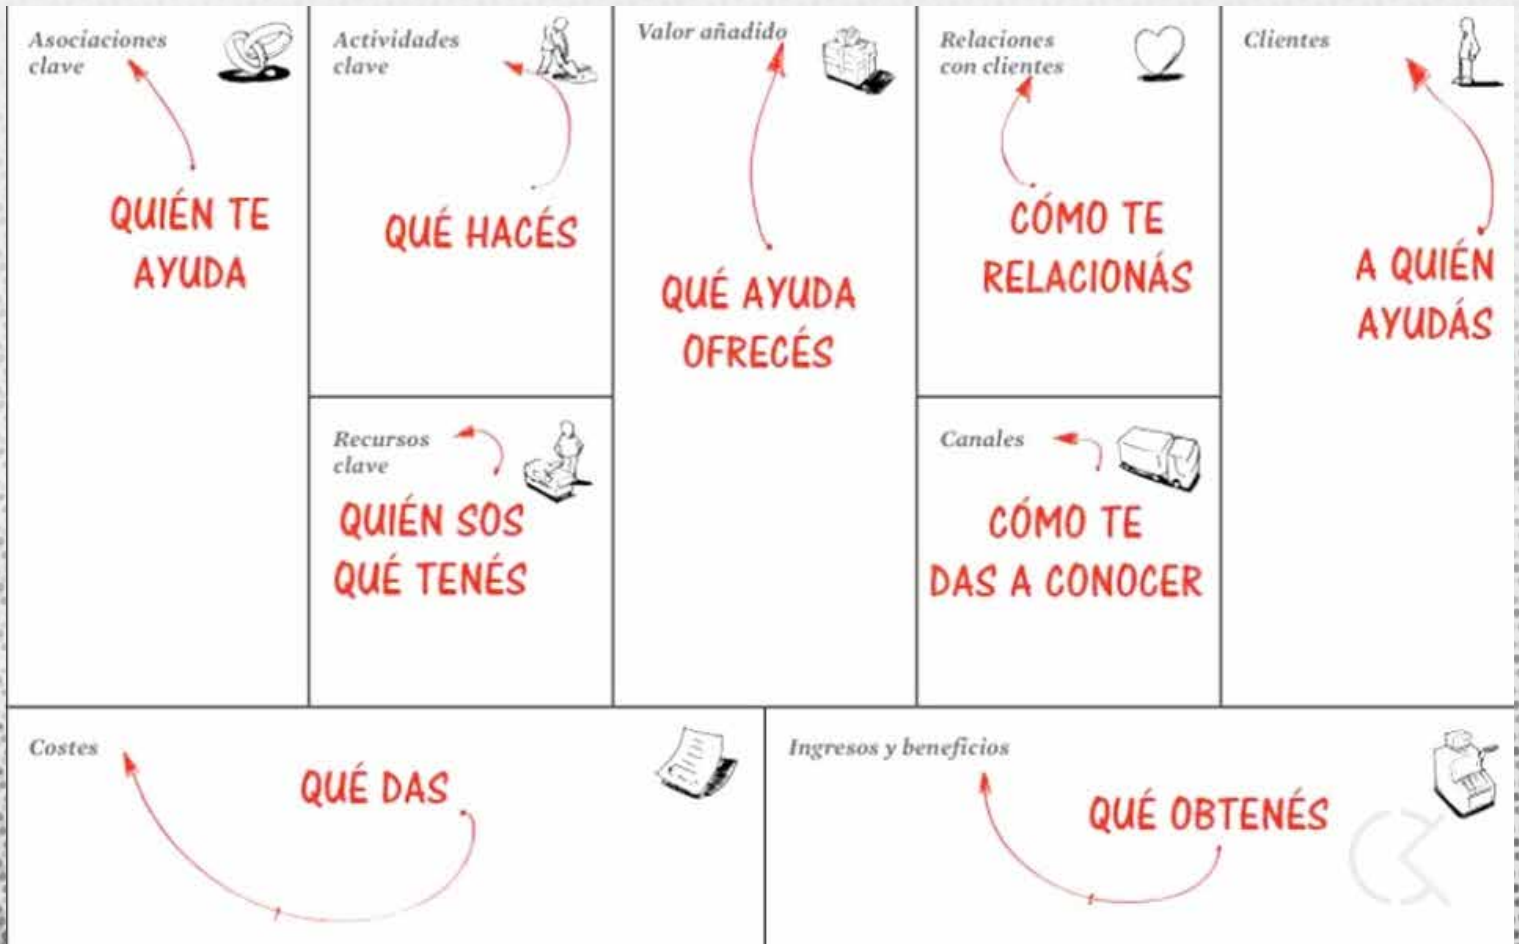 Asociaciones
clave
QUIÉN TE
AYUDA
Actividades
clave
QUÉ HACÉS
Recursos
clave
QUIÉN SOS
QUÉ TENÉS
Valor añadido
QUÉ AYUDA
OFRECÉS
Relaciones
con clientes
CÓMO TE
RELACIONÁS
Canales
CÓMO TE
DAS A CONOCER
Clientes
A QUIÉN
AYUDÁS
Costes
QUÉ DAS
Ingresos y beneficios
QUÉ OBTENÉS